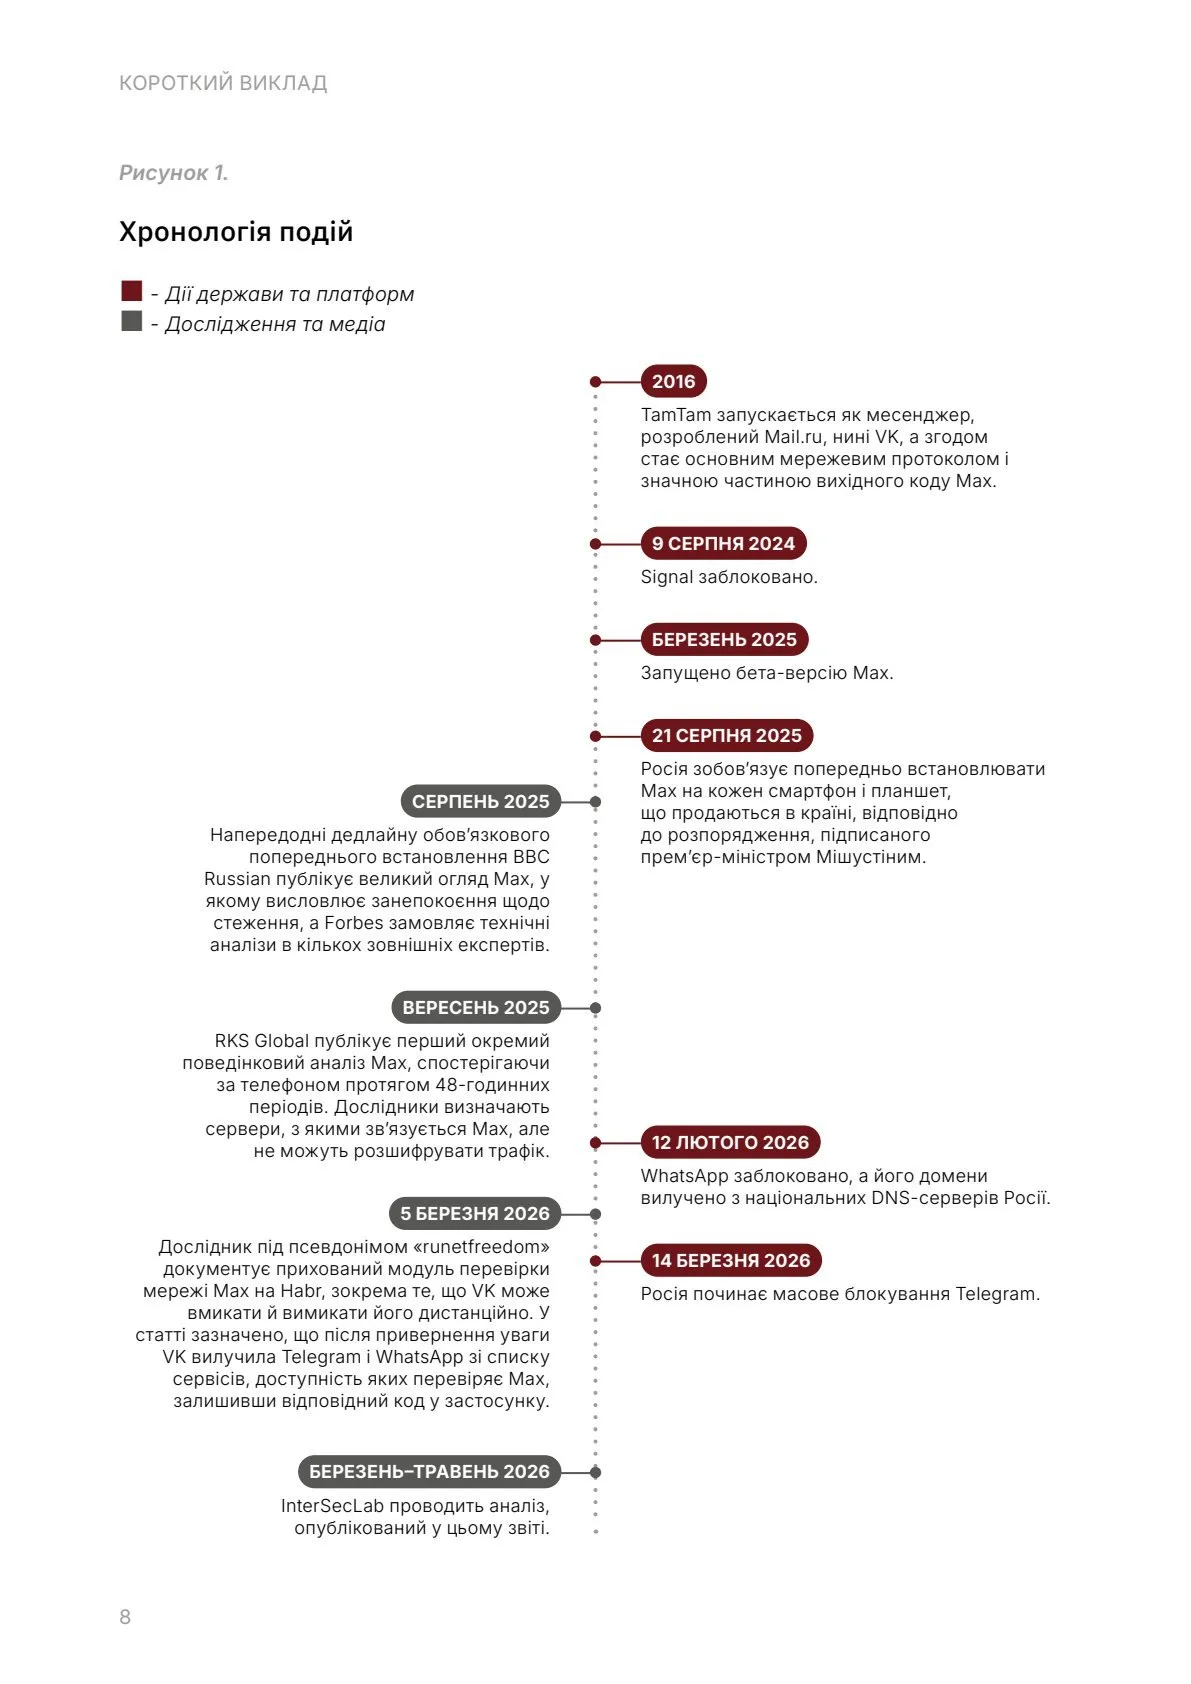 КОРОТКИЙ ВИКЛАД
Рисунок 1.
Хронологія подій
- Дії держави та платформ
- Дослідження та медіа
2016
TamTam запускається як месенджер,
розроблений Mail.ru, нині VK, а згодом
стає основним мережевим протоколом і
значною частиною вихідного коду Max.
9 СЕРПНЯ 2024
Signal заблоковано.
БЕРЕЗЕНЬ 2025
Запущено бета-версію Max.
21 СЕРПНЯ 2025
Росія зобов’язує попередньо встановлювати
Max на кожен смартфон і планшет,
що продаються в країні, відповідно
до розпорядження, підписаного
прем’єр-міністром Мішустіним.
СЕРПЕНЬ 2025
Напередодні дедлайну обов’язкового
попереднього встановлення BBC
Russian публікує великий огляд Max, у
якому висловлює занепокоєння щодо
стеження, а Forbes замовляє технічні
аналізи в кількох зовнішніх експертів.
ВЕРЕСЕНЬ 2025
RKS Global публікує перший окремий
поведінковий аналіз Max, спостерігаючи
за телефоном протягом 48-годинних
періодів. Дослідники визначають
сервери, з якими зв’язується Max, але
не можуть розшифрувати трафік.
12 ЛЮТОГО 2026
WhatsApp заблоковано, а його домени
вилучено з національних DNS-серверів Росії.
5 БЕРЕЗНЯ 2026
Дослідник під псевдонімом «runetfreedom»
документує прихований модуль перевірки
мережі Max на Habr, зокрема те, що VK може
вмикати й вимикати його дистанційно. У
статті зазначено, що після привернення уваги
VK вилучила Telegram і WhatsApp зі списку
сервісів, доступність яких перевіряє Max,
залишивши відповідний код у застосунку.
14 БЕРЕЗНЯ 2026
Росія починає масове блокування Telegram.
БЕРЕЗЕНЬ–ТРАВЕНЬ 2026
InterSecLab проводить аналіз,
опублікований у цьому звіті.
8